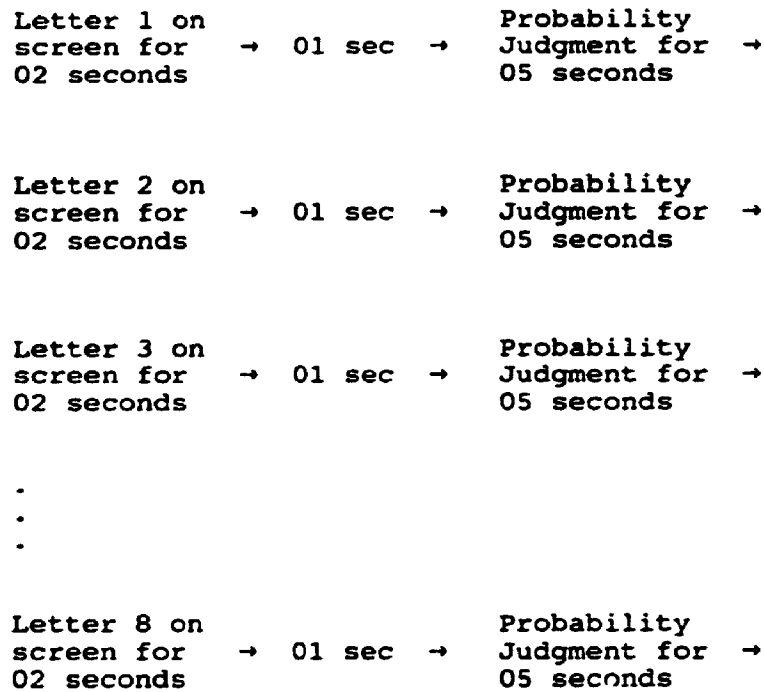 Letter 1 on Probability
screen for → 01 sec → Judgment for →
02 seconds 05 seconds
Letter 2 on Probability
screen for → 01 sec → Judgment for →
02 seconds 05 seconds
Letter 3 on Probability
screen for → 01 sec → Judgment for →
02 seconds 05 seconds
.
.
.
Letter 8 on Probability
screen for → 01 sec → Judgment for →
02 seconds 05 seconds